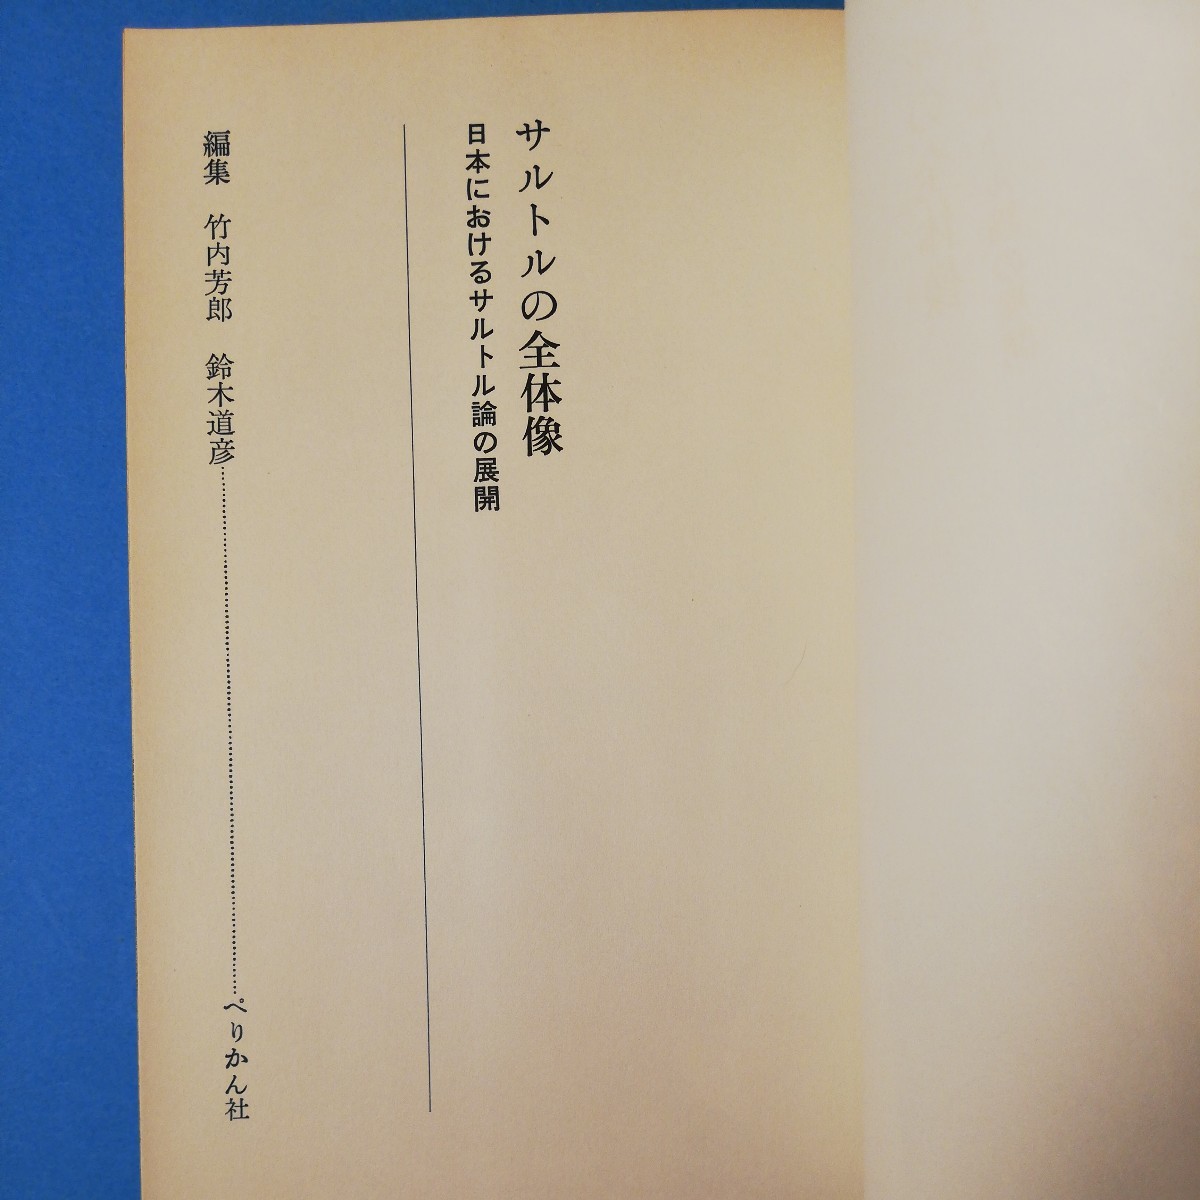 サルトルの全体像
日本におけるサルトル論の展開
編集 竹内芳郎 鈴木道彦………ぺりかん社